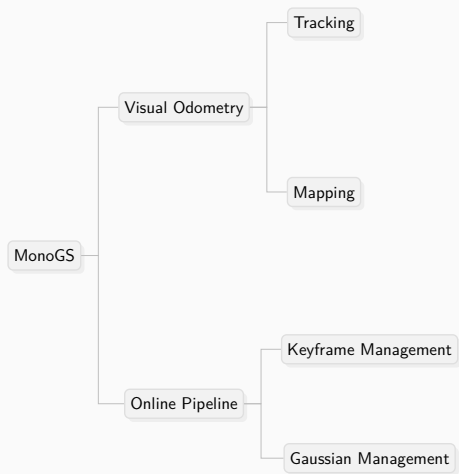 Tracking
Visual Odometry
Mapping
MonoGS
Keyframe Management
Online Pipeline
Gaussian Management